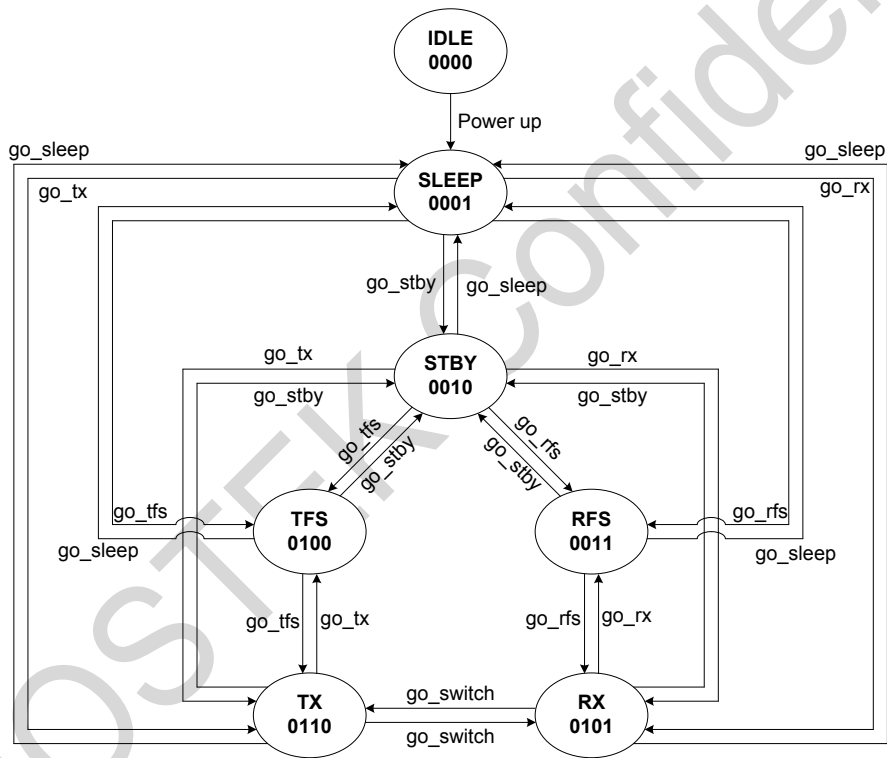 IDLE
0000
Power up
go_sleep
go_sleep
go_tx
SLEEP
0001
go_rx
go_stby
go_sleep
go_tx
STBY
0010
go_rx
go_stby
go_stby
go_tfs
go_stby
go_rfs
go_stby
go_tfs
TFS
0100
RFS
0011
go_rfs
go_sleep
go_sleep
go_tfs
go_tx
go_rfs
go_rx
TX
0110
go_switch
go_switch
RX
0101
OSTEK Confiden